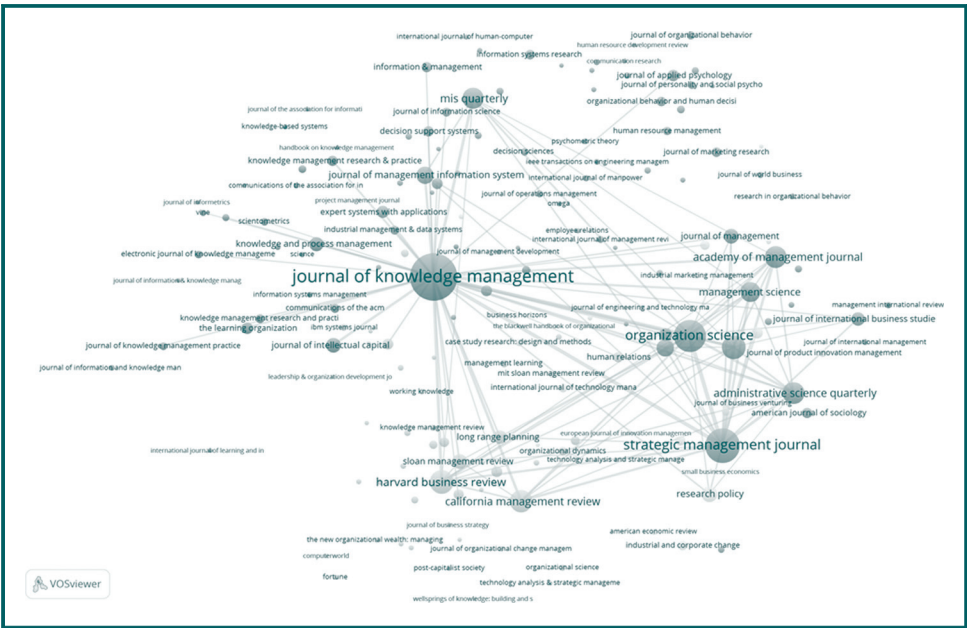 international journal of human-computer
journal of organizational behavior
human resource development review
information systems research
communication research
information & management
journal of applied psychology
journal of personality and social psycho
mis quarterly
organizational behavior and human decisi
journal of the association for informati
journal of information science
knowledge-based systems
decision support systems
human resource management
psychometric theory
handbook on knowledge management
decision sciences
journal of marketing research
knowledge management research & practice
ieee transactions on engineering managem
journal of management information system
international journal of manpower
journal of world business
communications of the association for in
journal of operations management
research in organizational behavior
project management journal
journal of informetrics
omega
expert systems with applications
scientometrics
industrial management & data systems
employee relations
journal of management
knowledge and process management
international journal of management revi
electronic journal of knowledge manageme
science
journal of management development
academy of management journal
journal of knowledge management
industrial marketing management
journal of information & knowledge manag
management science
information systems management
communications of the acm
journal of engineering and technology ma
management international review
knowledge management research and practi
business horizons
journal of international business studie
the learning organization
ibm systems journal
the blackwell handbook of organizational
organization science
journal of knowledge management practice
journal of intellectual capital
case study research: design and methods
journal of international management
human relations
journal of product innovation management
journal of information and knowledge man
management learning
mit sloan management review
leadership & organization development jo
international journal of technology mana
working knowledge
administrative science quarterly
journal of business venturing
american journal of sociology
knowledge management review
long range planning
european journal of innovation managemen
strategic management journal
international journal of learning and in
organizational dynamics
sloan management review
technology analysis and strategic manage
small business economics
harvard business review
research policy
california management review
journal of business strategy
american economic review
the new organizational wealth: managing
industrial and corporate change
journal of organizational change managem
computerworld
post-capitalist society
organizational science
fortune
technology analysis & strategic manageme
wellsprings of knowledge: building and s
VOSviewer